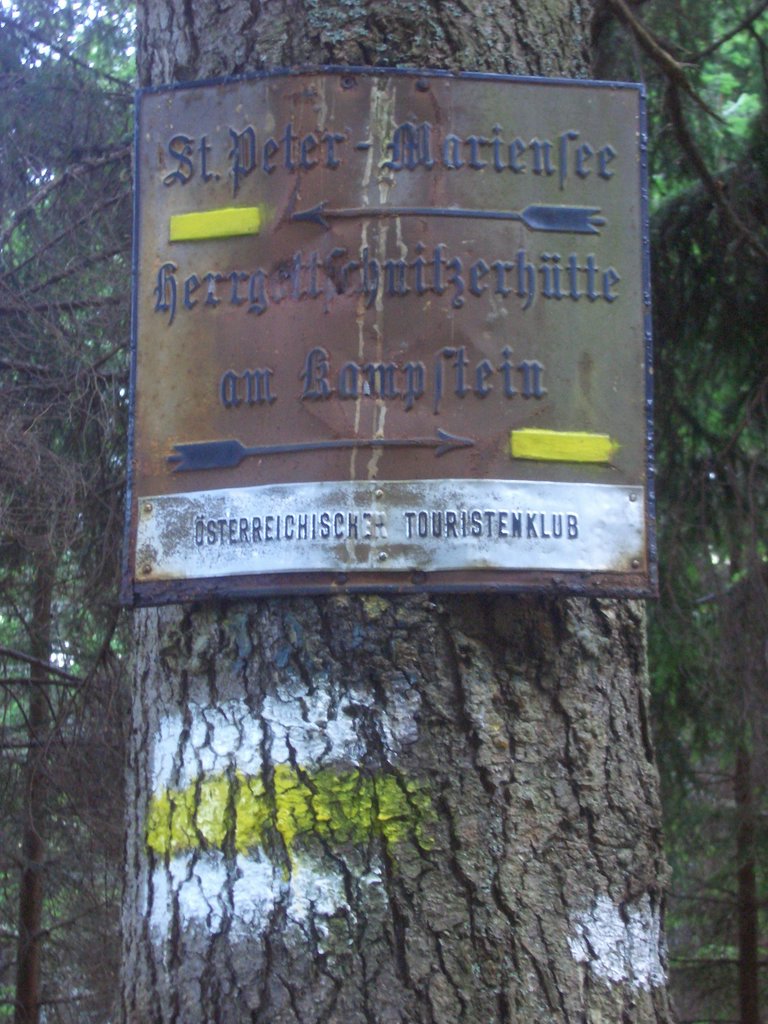 St. Peter-Marienſee
Herrgottſchnitzerhütte
am Kampſtein
ÖSTERREICHISCHER TOURISTENKLUB